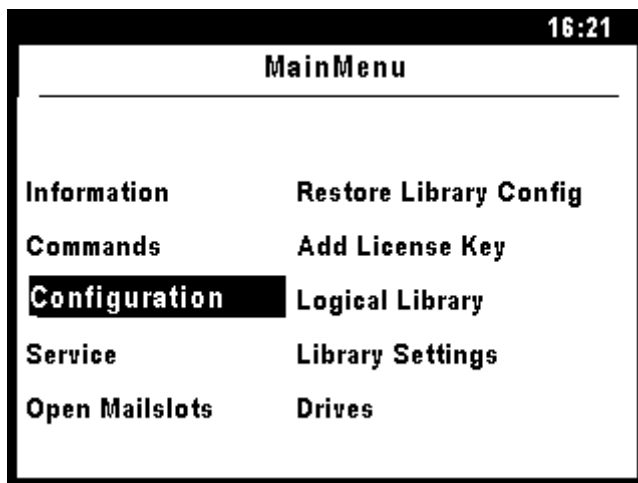 16:21
MainMenu
Information
Commands
Configuration
Service
Open Mailslots
Restore Library Config
Add License Key
Logical Library
Library Settings
Drives